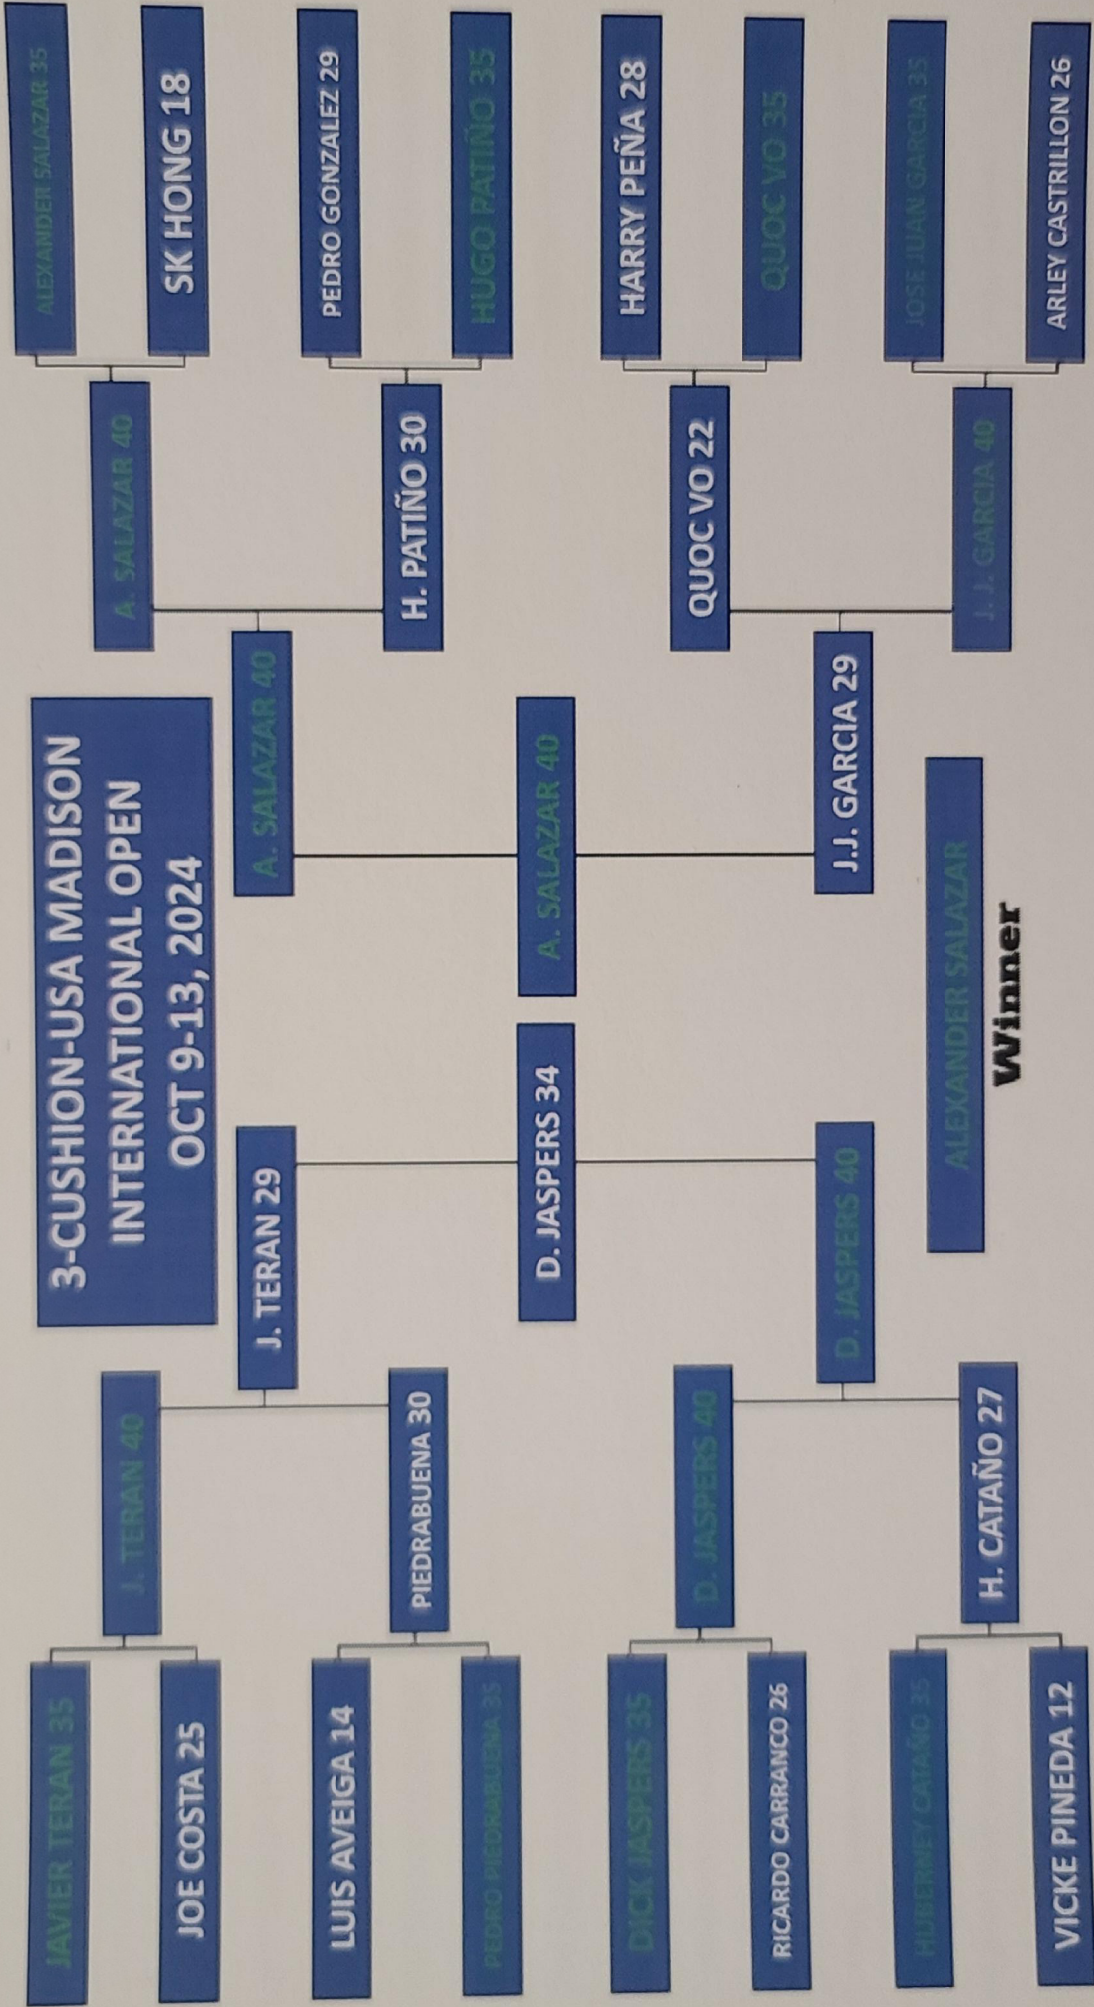 3-CUSHION-USA MADISON
INTERNATIONAL OPEN
OCT 9-13, 2024
JAVIER TERAN 35
JOE COSTA 25
LUIS AVEIGA 14
PEDRO PIEDRABUENA 35
DICK JASPERS 35
RICARDO CARRANCO 26
HUBERNEY CATAÑO 35
VICKE PINEDA 12
J. TERAN 40
PIEDRABUENA 30
D. JASPERS 40
H. CATAÑO 27
J. TERAN 29
D. JASPERS 40
D. JASPERS 34
A. SALAZAR 40
A. SALAZAR 40
J.J. GARCIA 29
A. SALAZAR 40
H. PATIÑO 30
QUOC VO 22
J. J. GARCIA 40
ALEXANDER SALAZAR 35
SK HONG 18
PEDRO GONZALEZ 29
HUGO PATIÑO 35
HARRY PEÑA 28
QUOC VO 35
JOSE JUAN GARCIA 35
ARLEY CASTRILLON 26
ALEXANDER SALAZAR
Winner